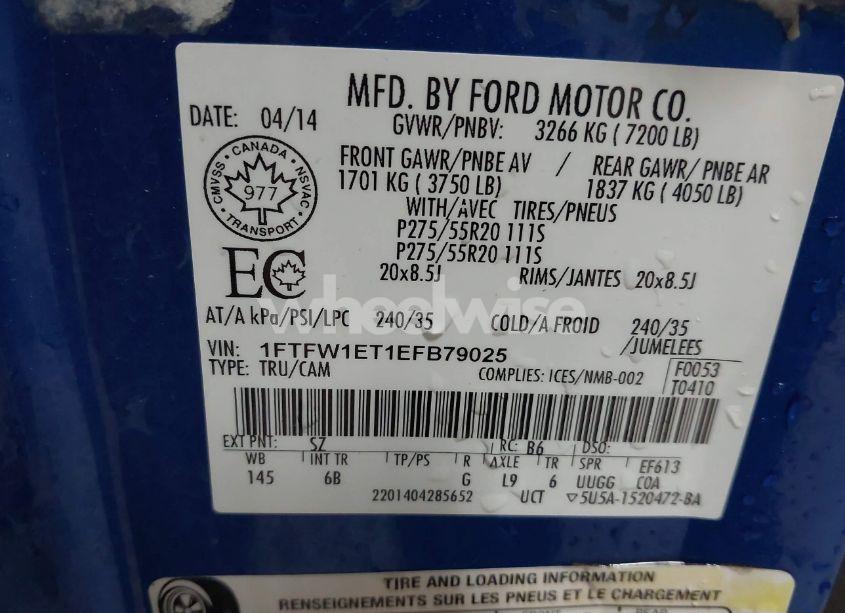 MFD. BY FORD MOTOR CO.
DATE: 04/14
GVWR/PNBV: 3266 KG ( 7200 LB)
FRONT GAWR/PNBE AV / REAR GAWR/ PNBE AR
1701 KG ( 3750 LB) 1837 KG ( 4050 LB)
WITH/AVEC TIRES/PNEUS
P275/55R20 111S
P275/55R20 111S
20x8.5J RIMS/JANTES 20x8.5J
CMVSS • CANADA • NSVAC
977
TRANSPORT
EC
wheelwise
AT/A kPa/PSI/LPC 240/35 COLD/A FROID 240/35
/JUMELEES
VIN: 1FTFW1ET1EFB79025
TYPE: TRU/CAM COMPLIES: ICES/NMB-002
F0053
T0410
EXT PNT: SZ RC: B6 DSO:
WB INT TR TP/PS R AXLE TR SPR EF613
145 6B G L9 6 UUGG COA
2201404285652 UCT ▽5U5A-1520472-BA
TIRE AND LOADING INFORMATION
RENSEIGNEMENTS SUR LES PNEUS ET LE CHARGEMENT